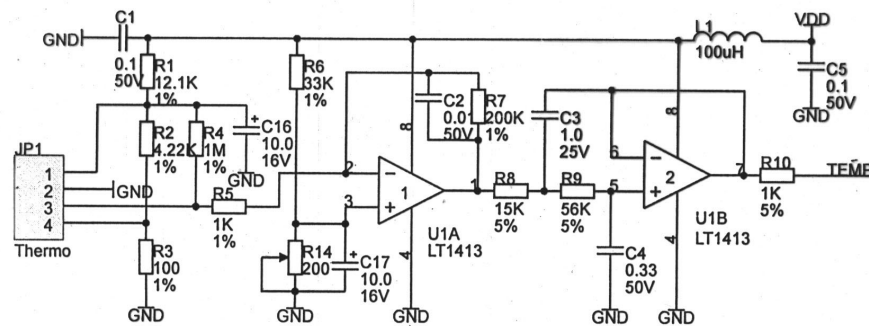 GND
C1
0.1
50V
R1
12.1K
1%
R2
4.22K
1%
R4
1M
1%
C16
10.0
16V
GND
JP1
1
2
3
4
Thermo
GND
R5
1K
1%
R3
100
1%
GND
R6
33K
1%
R14
200
GND
C17
10.0
16V
2
3
8
1
1
4
U1A
LT1413
GND
C2
0.01
50V
R7
200K
1%
R8
15K
5%
C3
1.0
25V
R9
56K
5%
C4
0.33
50V
GND
6
5
8
2
7
4
U1B
LT1413
GND
L1
100uH
VDD
C5
0.1
50V
GND
R10
1K
5%
TEMP